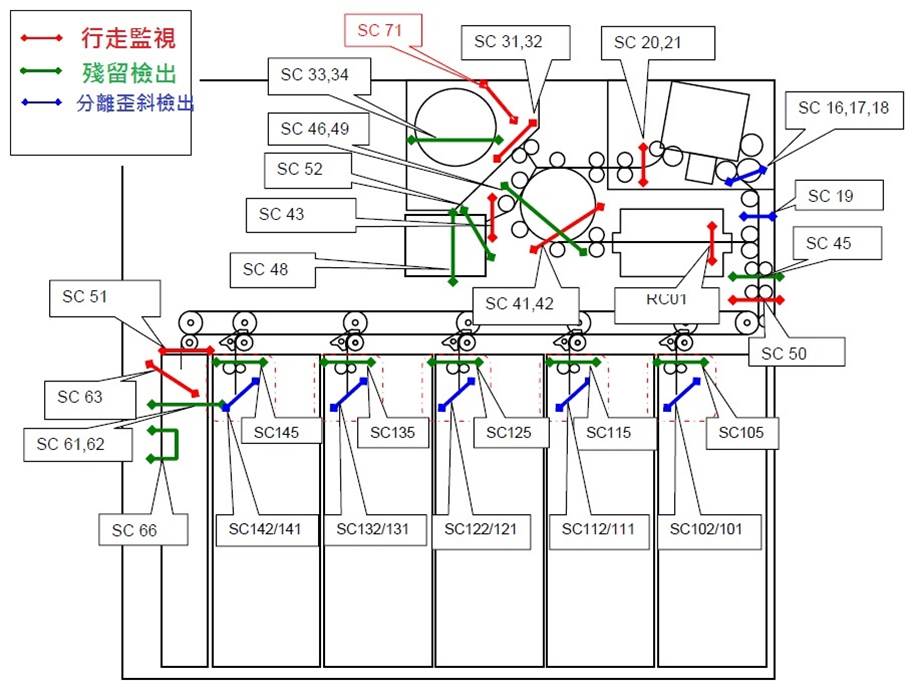 行走監視
殘留檢出
分離歪斜檢出
SC 71
SC 31,32
SC 20,21
SC 33,34
SC 16,17,18
SC 46,49
SC 52
SC 19
SC 43
SC 45
SC 48
SC 51
SC 41,42
RC01
SC 50
SC 63
SC 61,62
SC145
SC135
SC125
SC115
SC105
SC 66
SC142/141
SC132/131
SC122/121
SC112/111
SC102/101